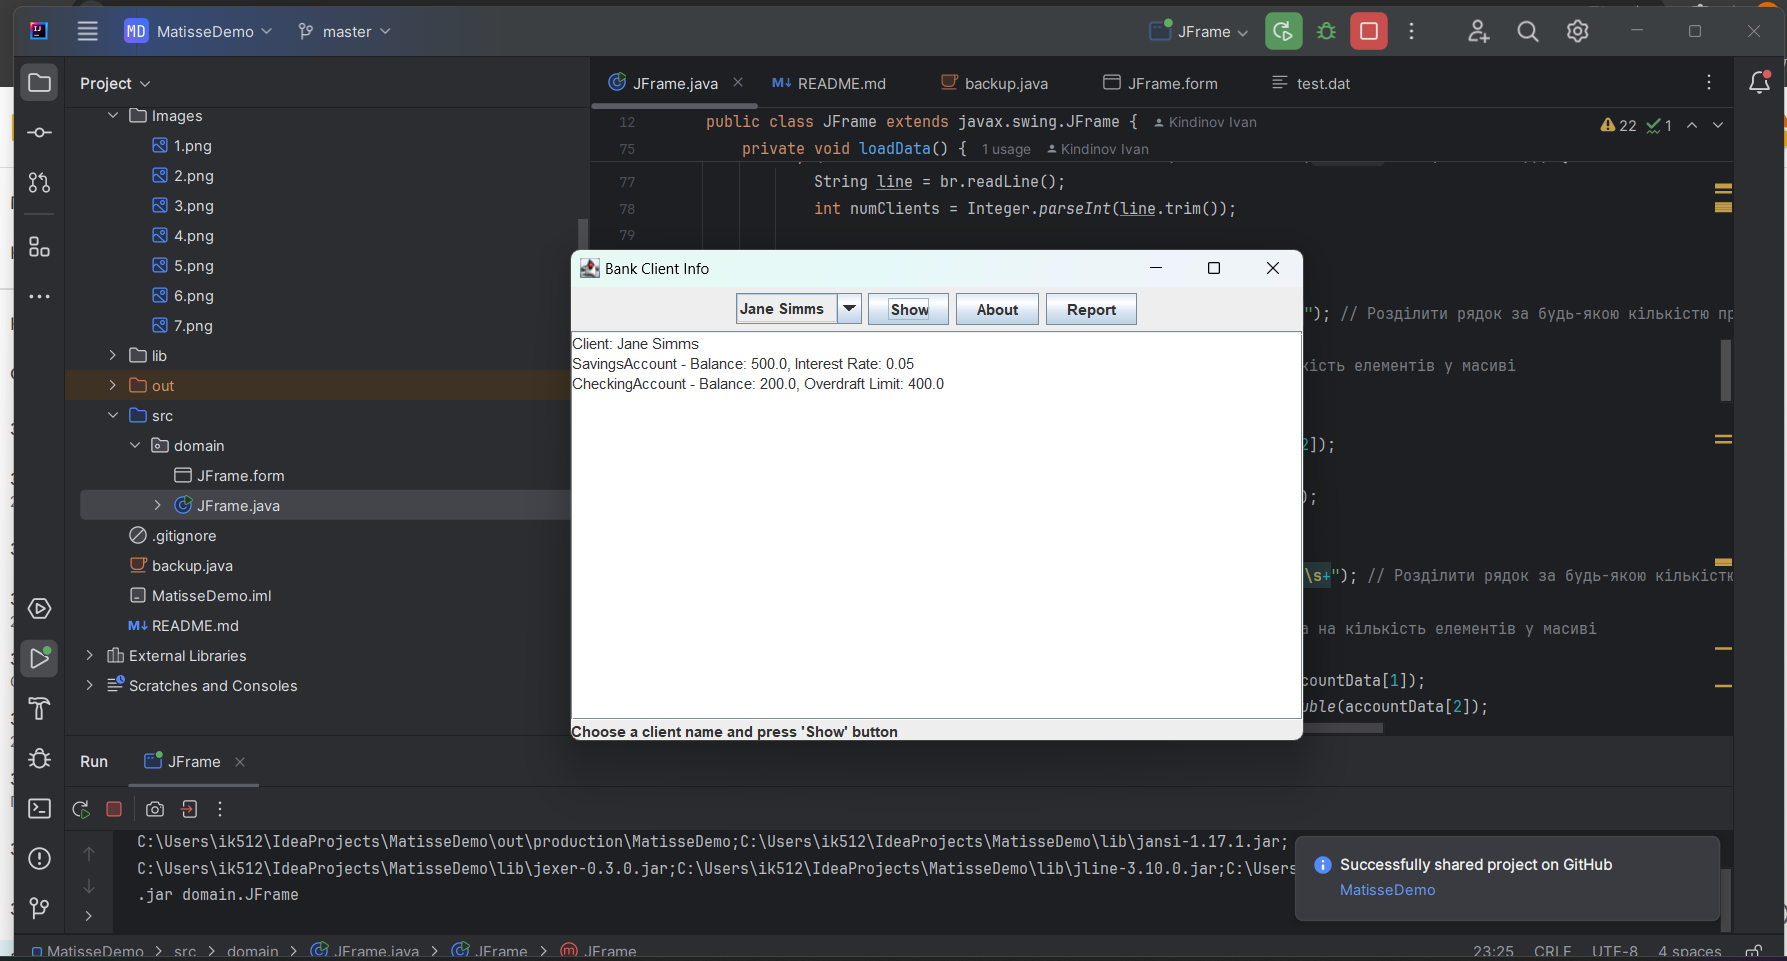 MD MatisseDemo master JFrame
Project
JFrame.java README.md backup.java JFrame.form test.dat
Images
1.png
2.png
3.png
4.png
5.png
6.png
7.png
lib
out
src
domain
JFrame.form
JFrame.java
.gitignore
backup.java
MatisseDemo.iml
README.md
External Libraries
Scratches and Consoles
12 public class JFrame extends javax.swing.JFrame { Kindinov Ivan
22 1
75 private void loadData() { 1 usage Kindinov Ivan
77 String line = br.readLine();
78 int numClients = Integer.parseInt(line.trim());
79
"); // Розділити рядок за будь-якою кількістю пр
кість елементів у масиві
2]);
);
\s+"); // Розділити рядок за будь-якою кількістю
а на кількість елементів у масиві
countData[1]);
uble(accountData[2]);
Bank Client Info
Jane Simms Show About Report
Client: Jane Simms
SavingsAccount - Balance: 500.0, Interest Rate: 0.05
CheckingAccount - Balance: 200.0, Overdraft Limit: 400.0
Choose a client name and press 'Show' button
Run JFrame
C:\Users\ik512\IdeaProjects\MatisseDemo\out\production\MatisseDemo;C:\Users\ik512\IdeaProjects\MatisseDemo\lib\jansi-1.17.1.jar;
C:\Users\ik512\IdeaProjects\MatisseDemo\lib\jexer-0.3.0.jar;C:\Users\ik512\IdeaProjects\MatisseDemo\lib\jline-3.10.0.jar;C:\Users
.jar domain.JFrame
Successfully shared project on GitHub
MatisseDemo
MatisseDemo > src > domain > JFrame.java > JFrame > JFrame
23:25 CRLF UTF-8 4 spaces